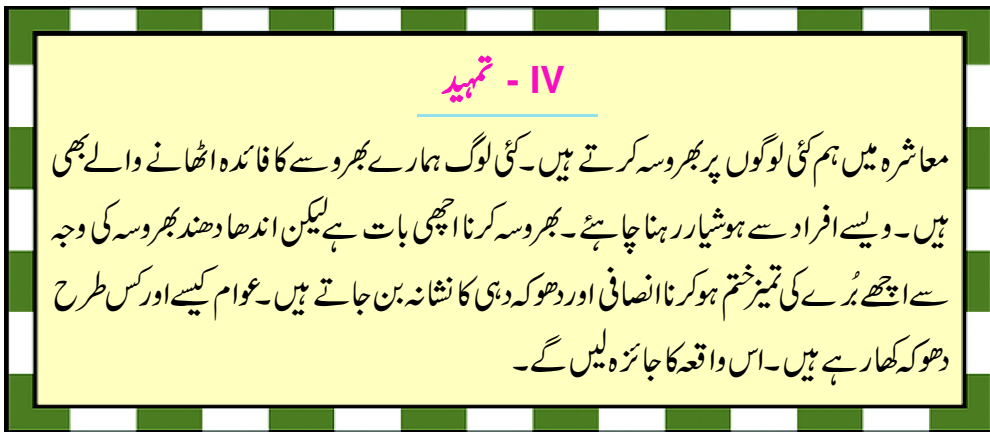 IV - تمہید
معاشرہ میں ہم کئی لوگوں پر بھروسہ کرتے ہیں۔ کئی لوگ ہمارے بھروسے کا فائدہ اٹھانے والے بھی
ہیں۔ ویسے افراد سے ہوشیار رہنا چاہئے۔ بھروسہ کرنا اچھی بات ہے لیکن اندھا دھند بھروسہ کی وجہ
سے اچھے بُرے کی تمیز ختم ہو کر ناانصافی اور دھوکہ دہی کا نشانہ بن جاتے ہیں۔ عوام کیسے اور کس طرح
دھوکہ کھا رہے ہیں۔ اس واقعہ کا جائزہ لیں گے۔